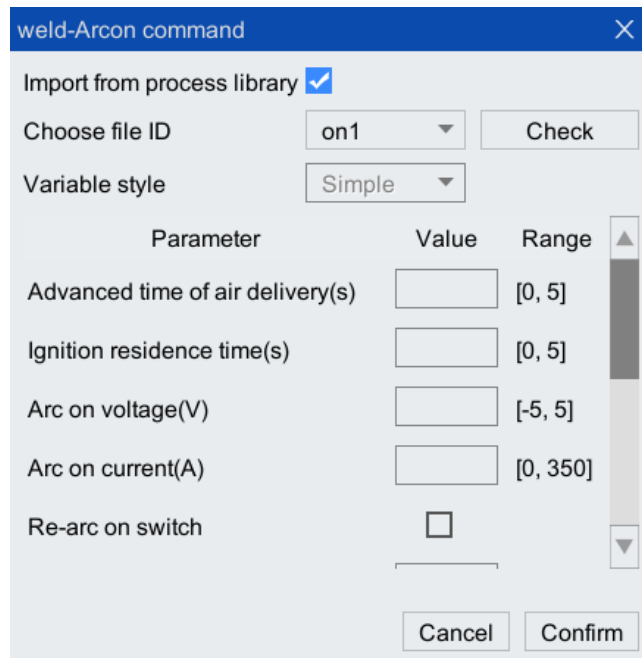 weld-Arcon command
Import from process library
Choose file ID on1 Check
Variable style Simple
Parameter Value Range
Advanced time of air delivery(s) [0, 5]
Ignition residence time(s) [0, 5]
Arc on voltage(V) [-5, 5]
Arc on current(A) [0, 350]
Re-arc on switch
Cancel Confirm